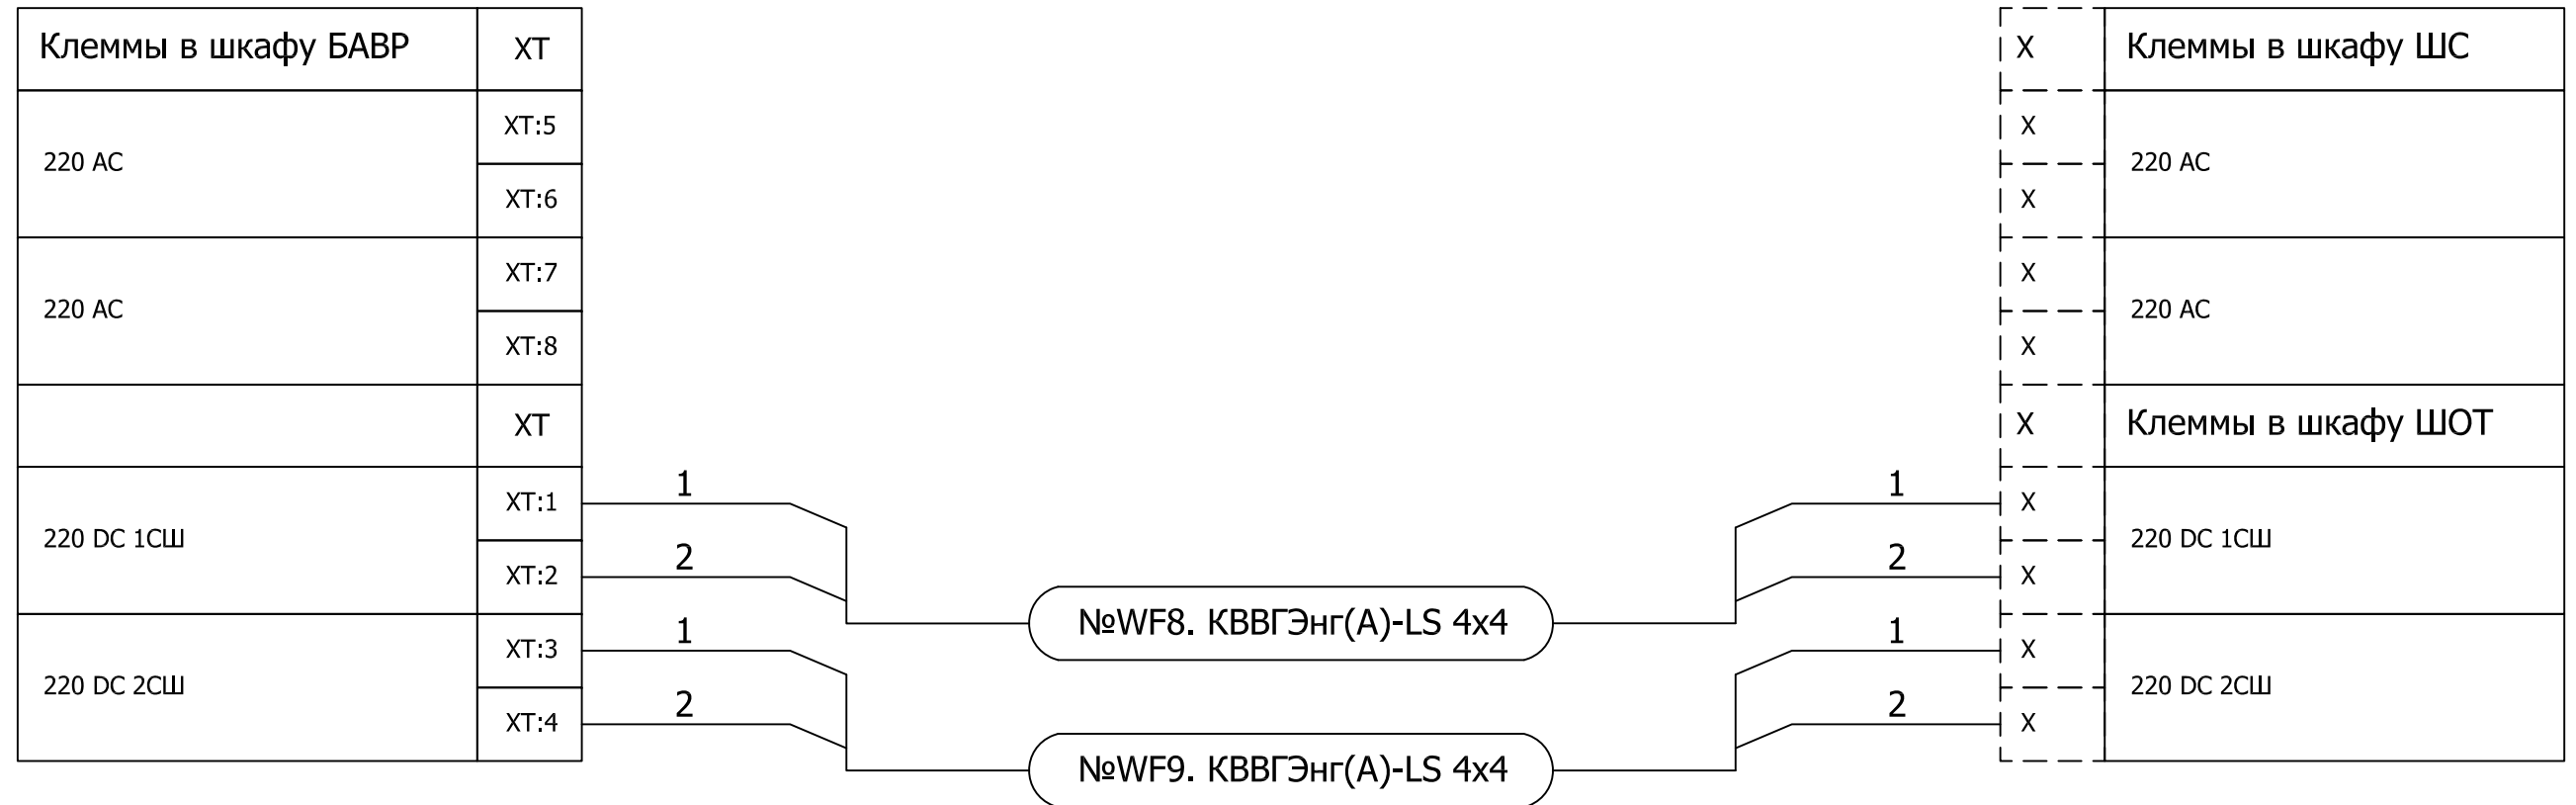 Клеммы в шкафу БАВР XT
220 AC
XT:5
XT:6
220 AC
XT:7
XT:8
XT
220 DC 1СШ
XT:1
XT:2
220 DC 2СШ
XT:3
XT:4
1
2
1
2
№WF8. КВВГЭнг(А)-LS 4x4
№WF9. КВВГЭнг(А)-LS 4x4
1
2
1
2
X Клеммы в шкафу ШС
X
X
220 AC
X
X
220 AC
X Клеммы в шкафу ШОТ
X
X
220 DC 1СШ
X
X
220 DC 2СШ